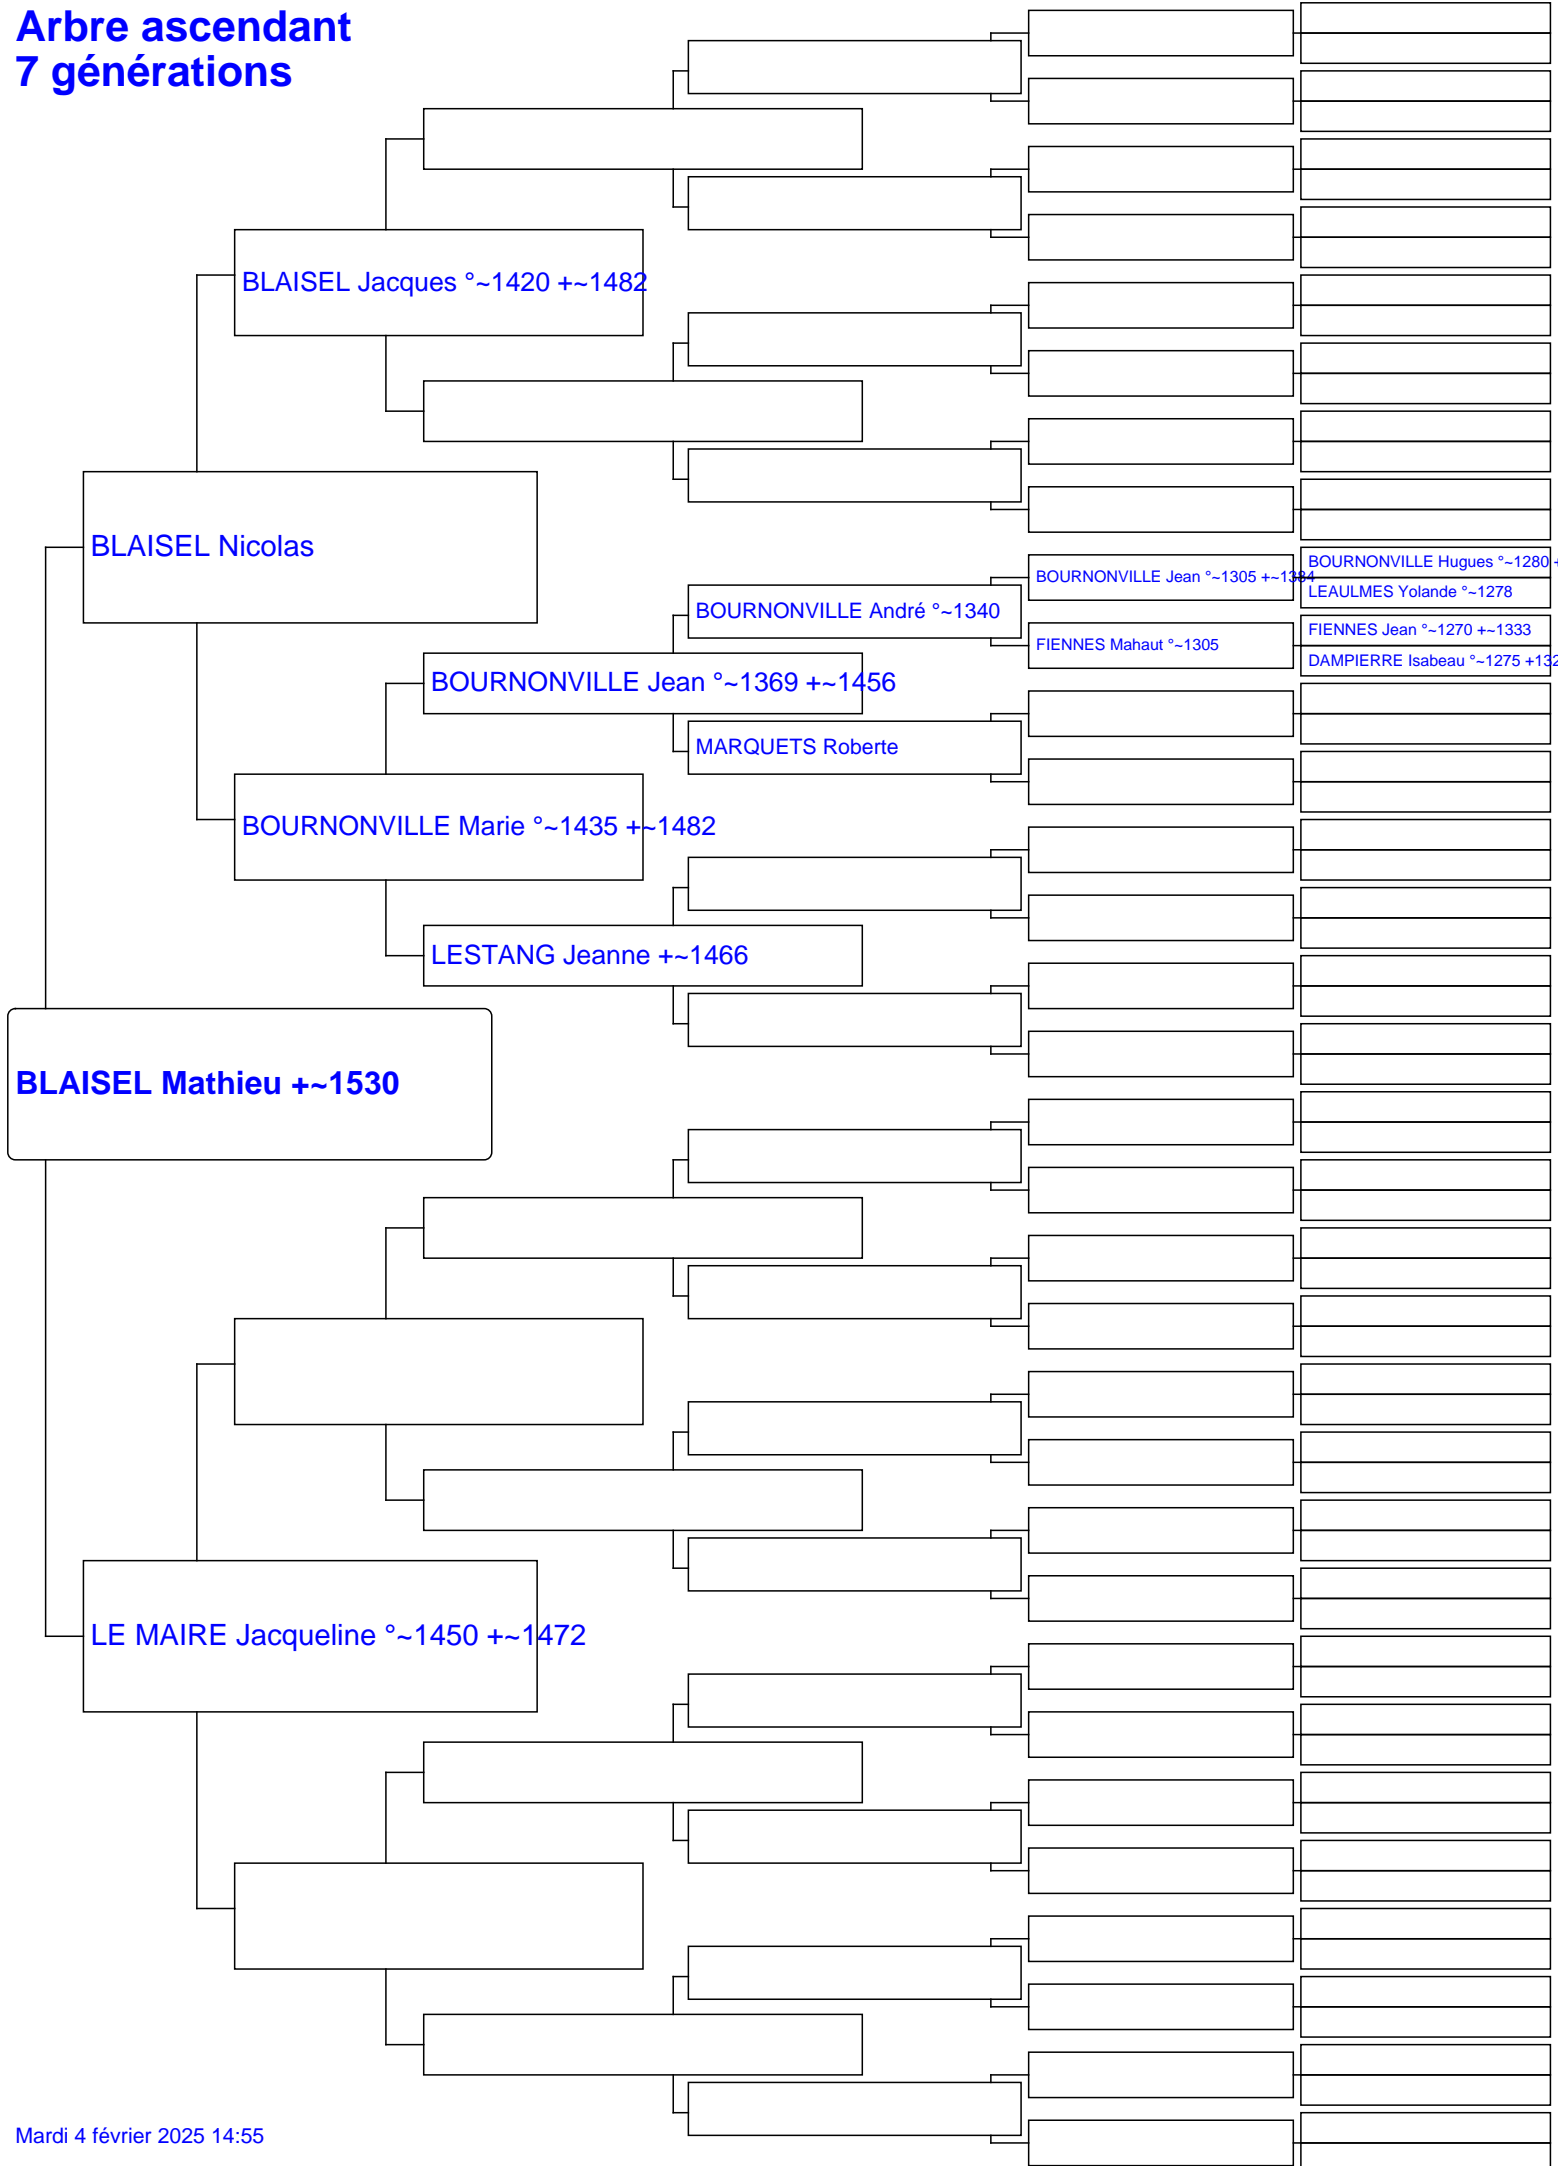 Arbre ascendant
7 générations
BLAISEL Jacques °~1420 +~1482
BLAISEL Nicolas
BOURNONVILLE Hugues °~1280 +
BOURNONVILLE Jean °~1305 +~1384
LEAULMES Yolande °~1278
BOURNONVILLE André °~1340
FIENNES Jean °~1270 +~1333
FIENNES Mahaut °~1305
DAMPIERRE Isabeau °~1275 +132
BOURNONVILLE Jean °~1369 +~1456
MARQUETS Roberte
BOURNONVILLE Marie °~1435 +~1482
LESTANG Jeanne +~1466
BLAISEL Mathieu +~1530
LE MAIRE Jacqueline °~1450 +~1472
Mardi 4 février 2025 14:55